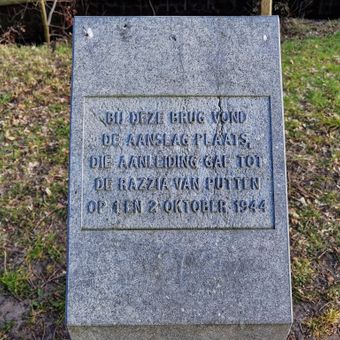 BIJ DEZE BRUG VOND
DE AANSLAG PLAATS,
DIE AANLEIDING GAF TOT
DE RAZZIA VAN PUTTEN
OP 1 EN 2 OKTOBER 1944